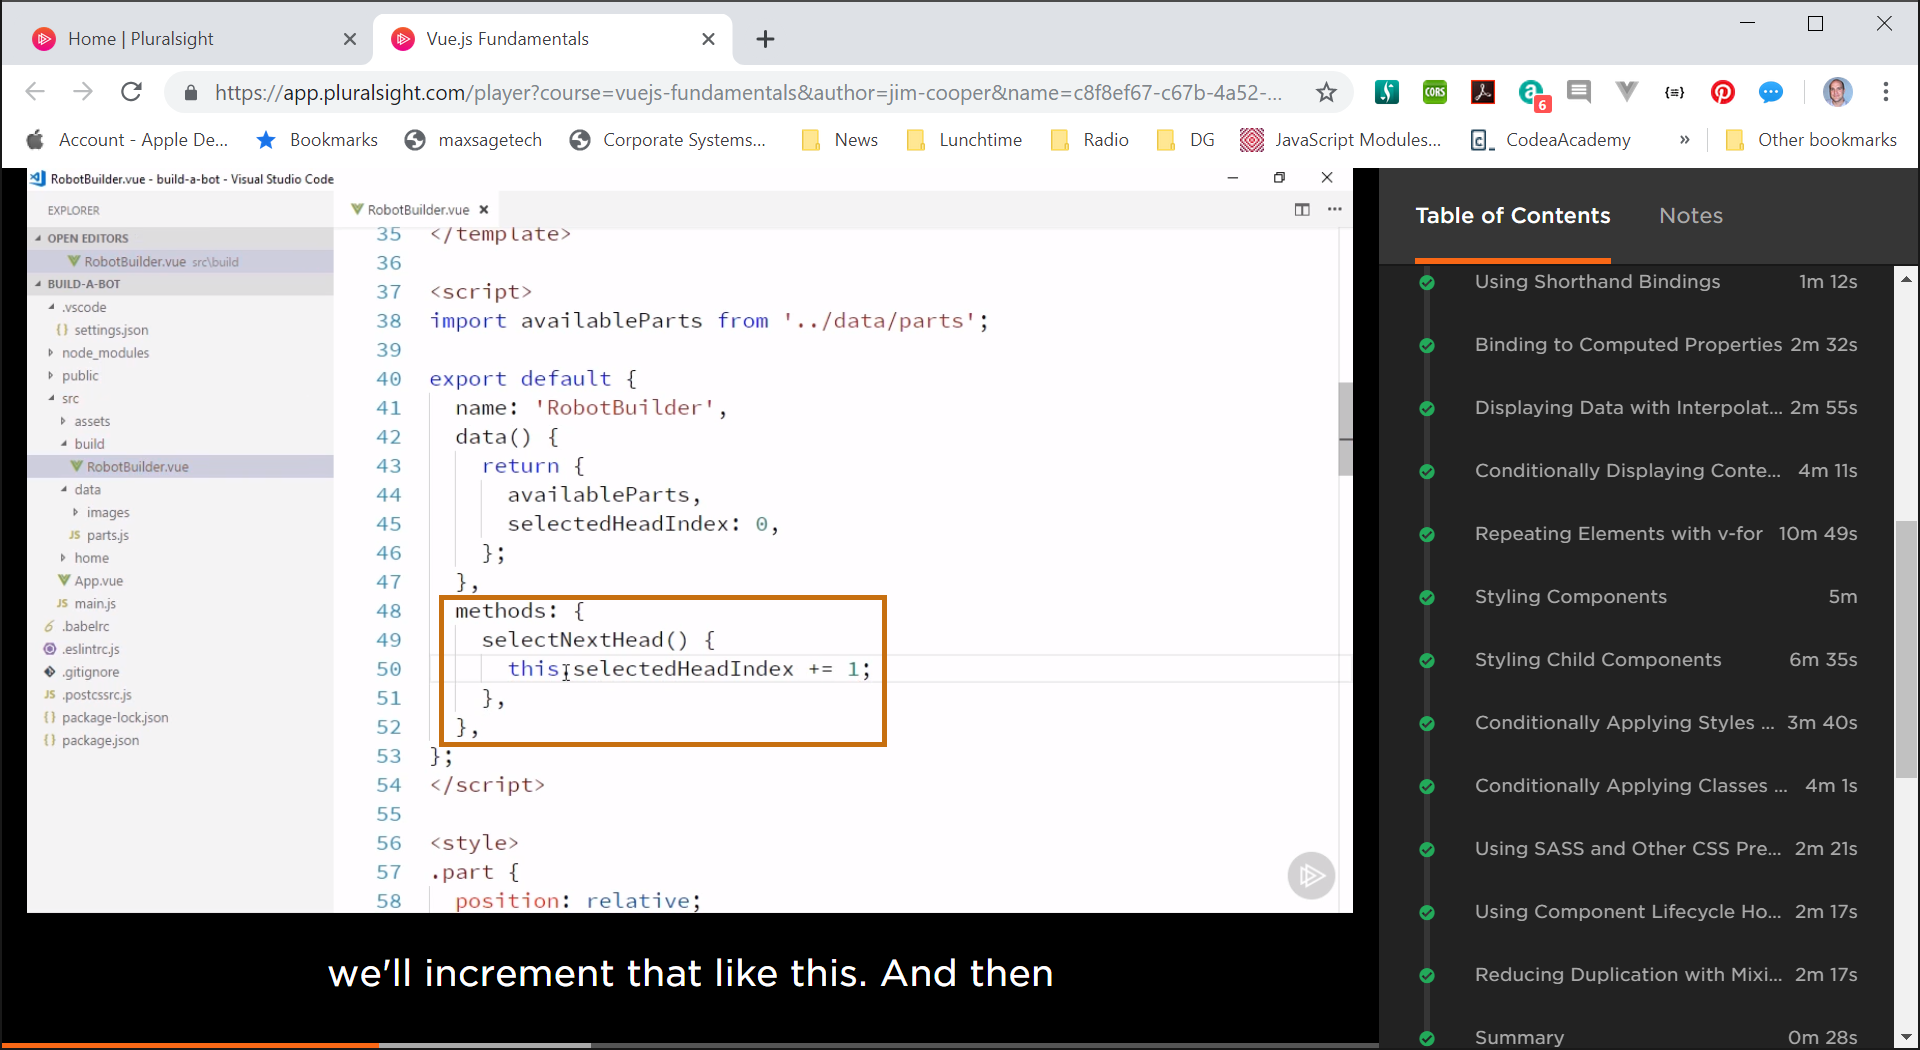 Home | Pluralsight
Vue.js Fundamentals
https://app.pluralsight.com/player?course=vuejs-fundamentals&author=jim-cooper&name=c8f8ef67-c67b-4a52-...
CORS
6
{≡}
Account - Apple De...
Bookmarks
maxsagetech
Corporate Systems...
News
Lunchtime
Radio
DG
JavaScript Modules...
CodeaAcademy
»
Other bookmarks
RobotBuilder.vue - build-a-bot - Visual Studio Code
EXPLORER
OPEN EDITORS
RobotBuilder.vue src\build
BUILD-A-BOT
.vscode
{} settings.json
node_modules
public
src
assets
build
RobotBuilder.vue
data
images
JS parts.js
home
App.vue
JS main.js
.babelrc
.eslintrc.js
.gitignore
JS .postcssrc.js
{} package-lock.json
{} package.json
RobotBuilder.vue
35 </template>
36
37 <script>
38 import availableParts from '../data/parts';
39
40 export default {
41 name: 'RobotBuilder',
42 data() {
43 return {
44 availableParts,
45 selectedHeadIndex: 0,
46 };
47 },
48 methods: {
49 selectNextHead() {
50 this.selectedHeadIndex += 1;
51 },
52 },
53 };
54 </script>
55
56 <style>
57 .part {
58 position: relative;
we'll increment that like this. And then
Table of Contents
Notes
Using Shorthand Bindings 1m 12s
Binding to Computed Properties 2m 32s
Displaying Data with Interpolat... 2m 55s
Conditionally Displaying Conte... 4m 11s
Repeating Elements with v-for 10m 49s
Styling Components 5m
Styling Child Components 6m 35s
Conditionally Applying Styles ... 3m 40s
Conditionally Applying Classes ... 4m 1s
Using SASS and Other CSS Pre... 2m 21s
Using Component Lifecycle Ho... 2m 17s
Reducing Duplication with Mixi... 2m 17s
Summary 0m 28s